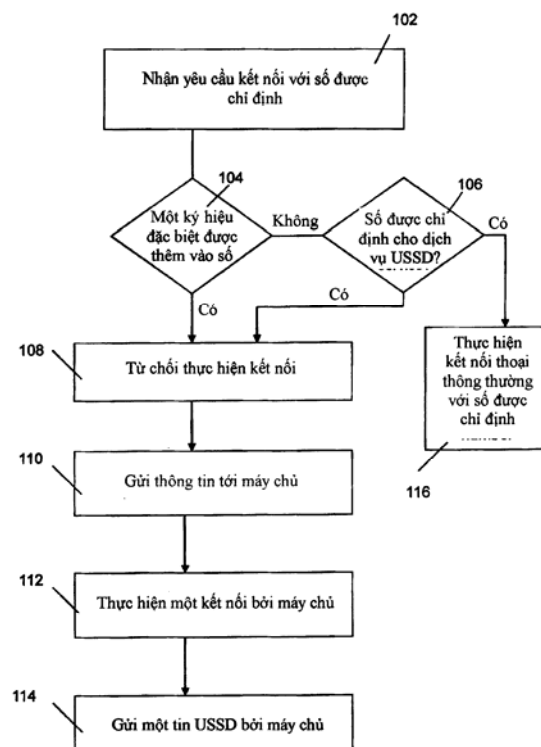 102
Nhận yêu cầu kết nối với số được
chỉ định
104
Một ký hiệu
đặc biệt được
thêm vào số
Không
106
Số được chỉ
định cho dịch
vụ USSD?
Có
Có
Có
108
Từ chối thực hiện kết nối
Thực hiện
kết nối thoại
thông thường
với số được
chỉ định
116
110
Gửi thông tin tới máy chủ
112
Thực hiện một kết nối bởi máy chủ
114
Gửi một tin USSD bởi máy chủ